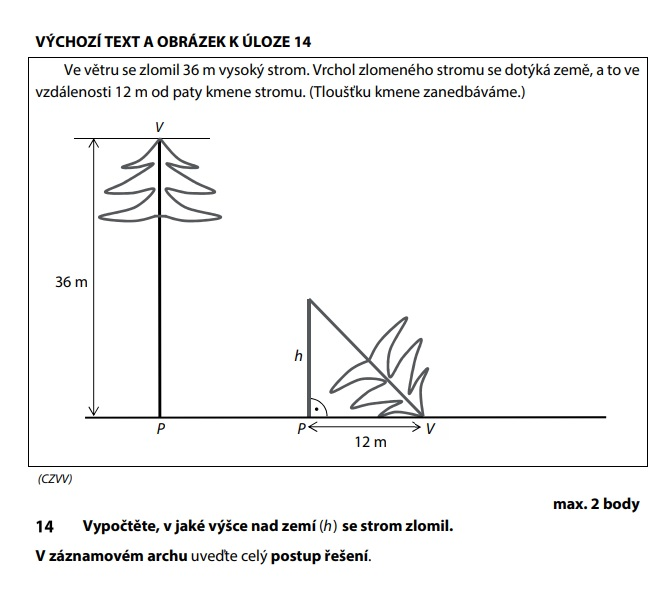 VÝCHOZÍ TEXT A OBRÁZEK K ÚLOZE 14
Ve větru se zlomil 36 m vysoký strom. Vrchol zlomeného stromu se dotýká země, a to ve
vzdálenosti 12 m od paty kmene stromu. (Tloušťku kmene zanedbáváme.)
V
36 m
h
P
P
V
12 m
(CZVV)
max. 2 body
14 Vypočtěte, v jaké výšce nad zemí (h) se strom zlomil.
V záznamovém archu uveďte celý postup řešení.